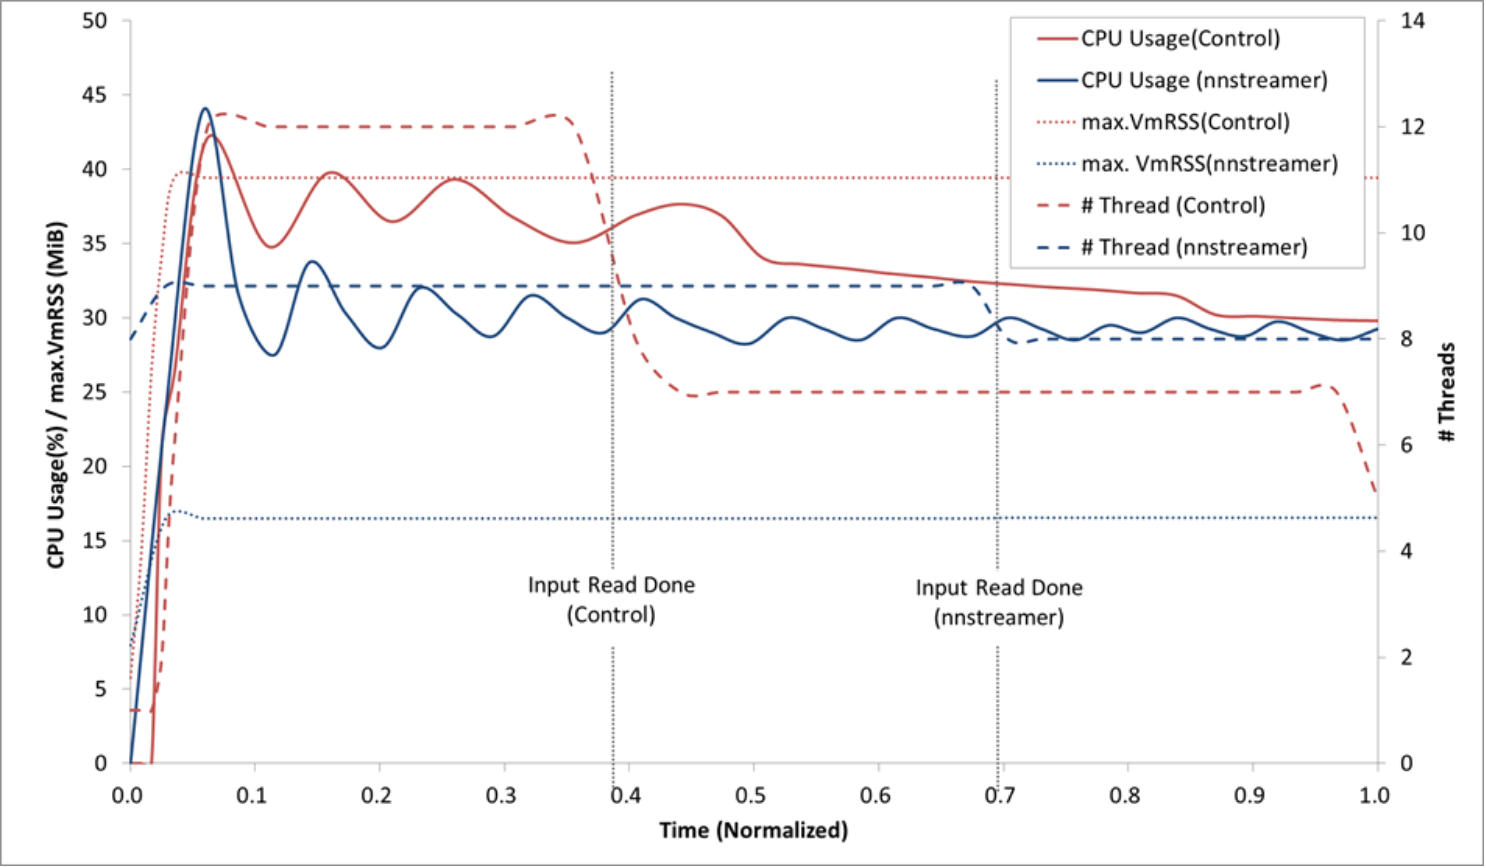 50
45
40
35
30
25
20
15
10
5
0
CPU Usage(%) / max.VmRSS (MiB)
14
12
10
8
6
4
2
0
# Threads
CPU Usage(Control)
CPU Usage (nnstreamer)
max.VmRSS(Control)
max. VmRSS(nnstreamer)
# Thread (Control)
# Thread (nnstreamer)
Input Read Done
(Control)
Input Read Done
(nnstreamer)
0.0 0.1 0.2 0.3 0.4 0.5 0.6 0.7 0.8 0.9 1.0
Time (Normalized)